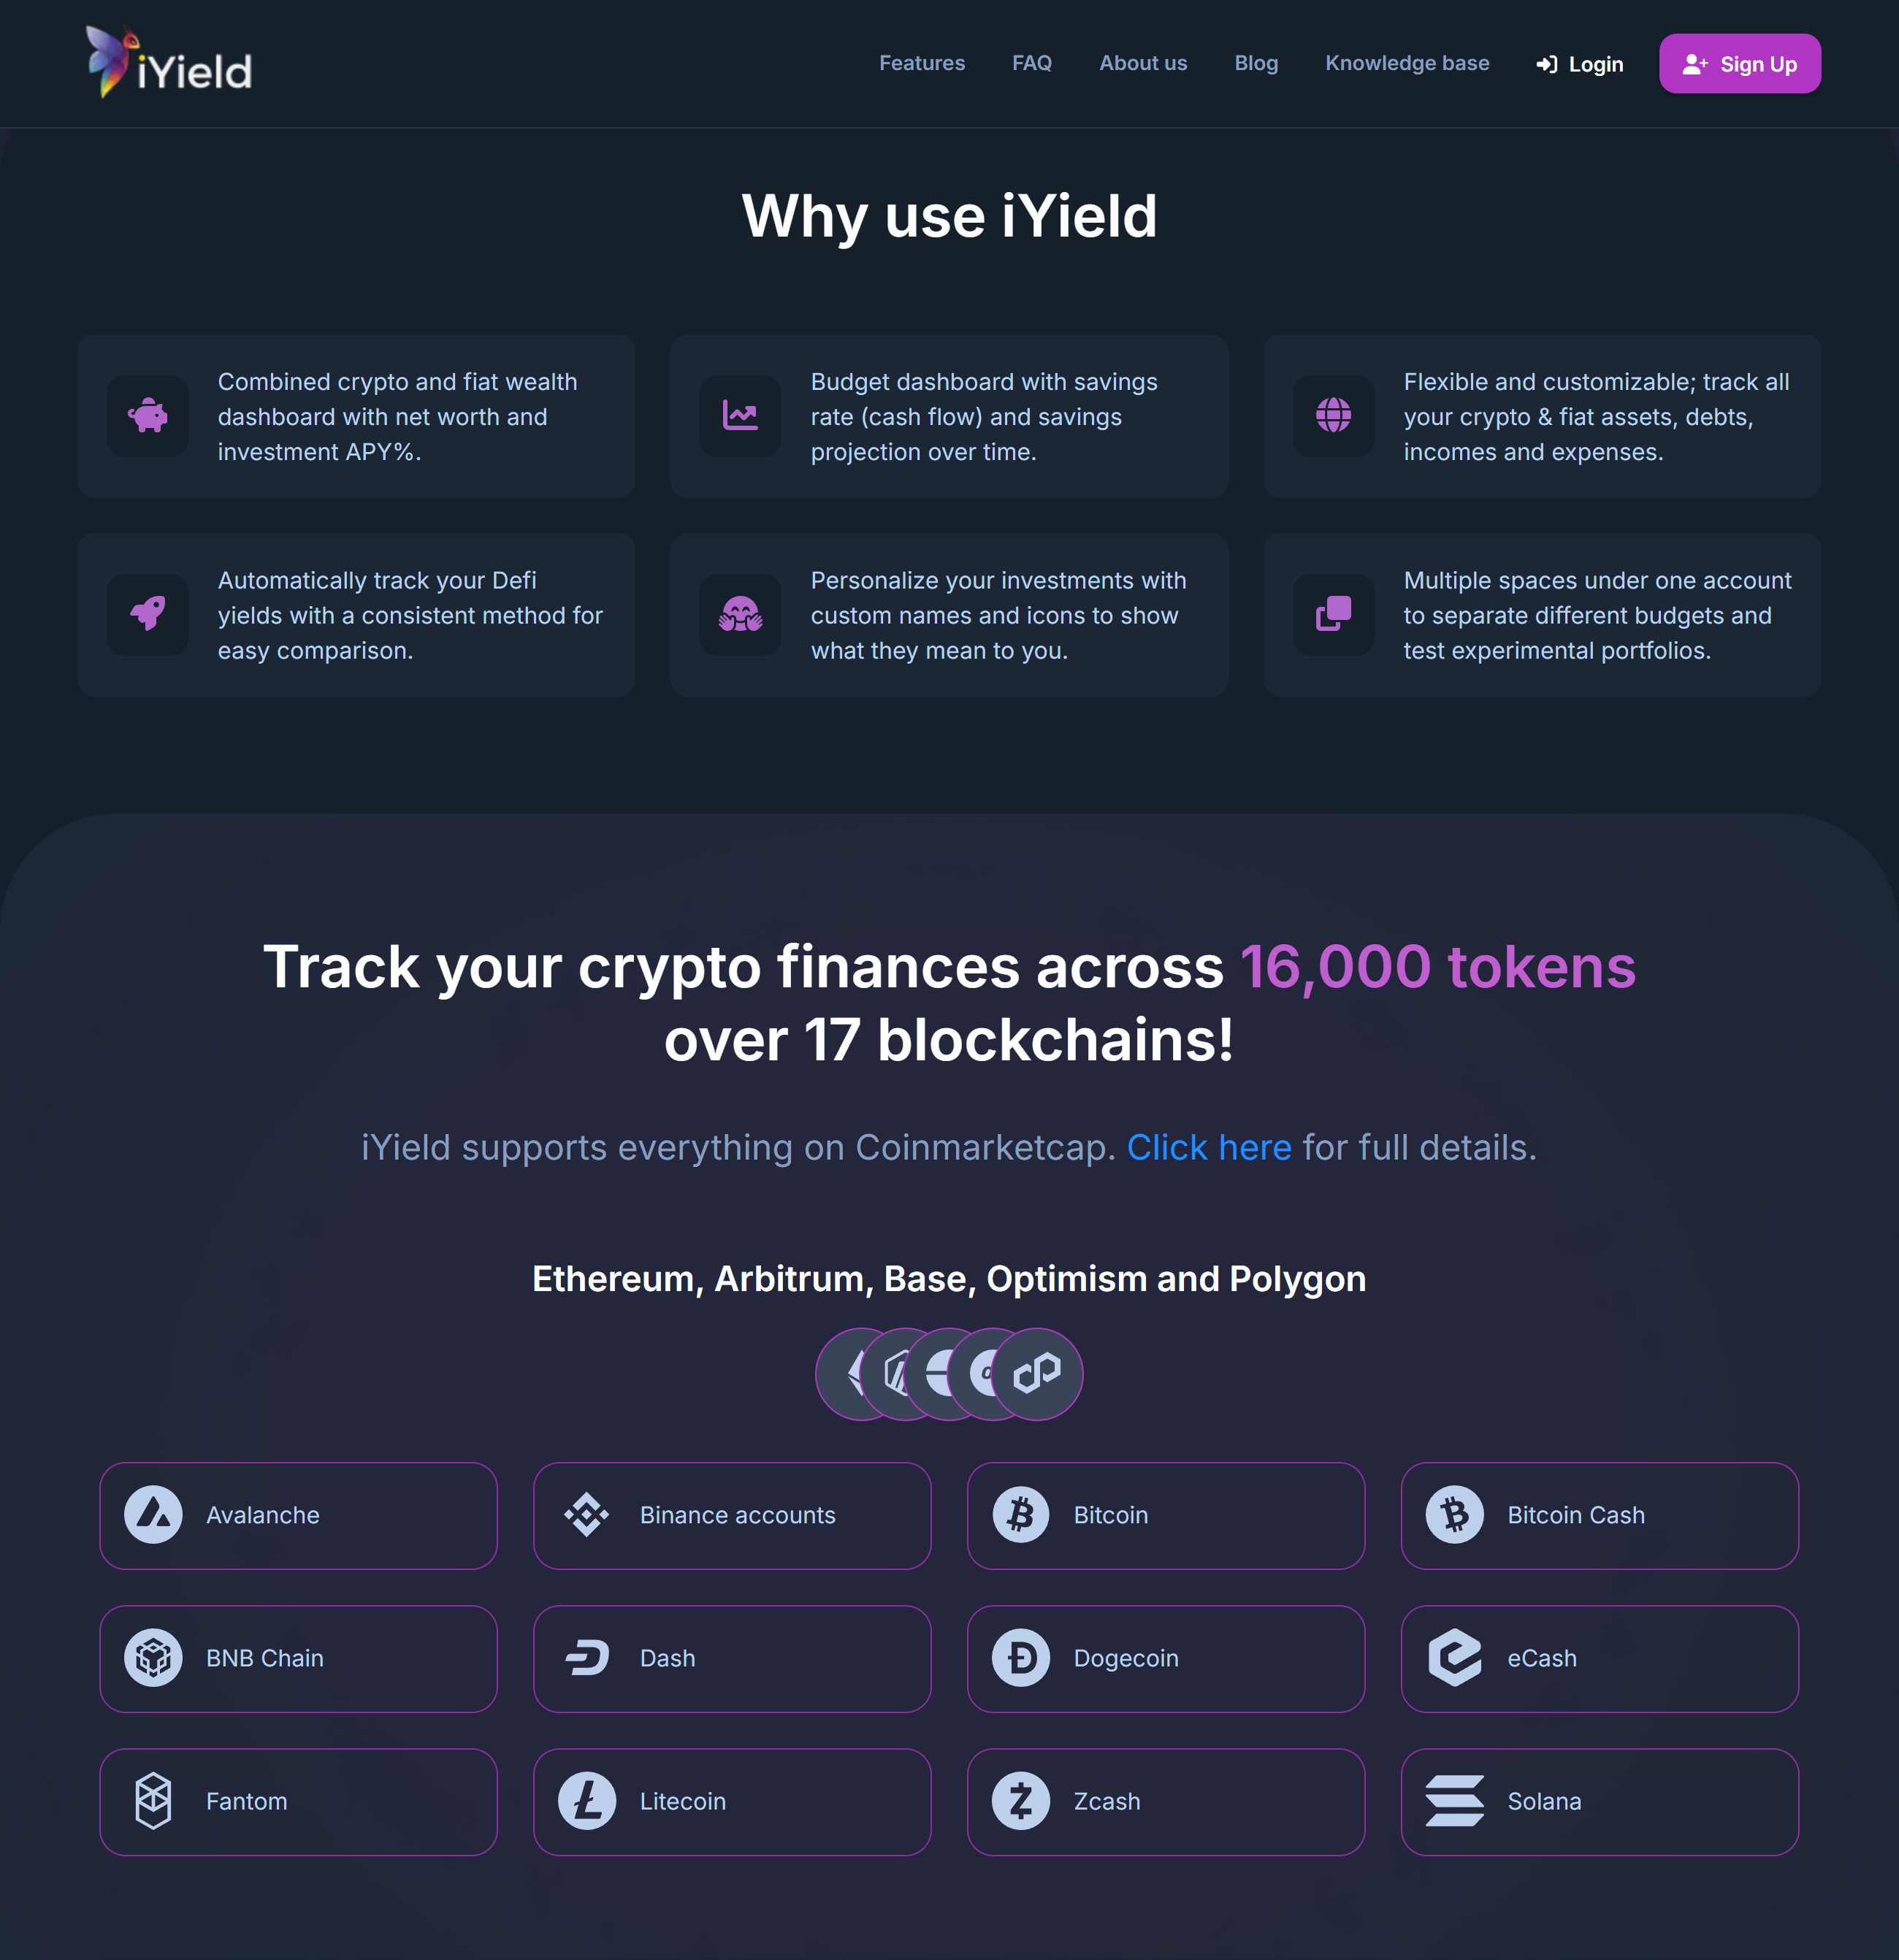 iYield
Features
FAQ
About us
Blog
Knowledge base
Login
Sign Up
Why use iYield
Combined crypto and fiat wealth
dashboard with net worth and
investment APY%.
Budget dashboard with savings
rate (cash flow) and savings
projection over time.
Flexible and customizable; track all
your crypto & fiat assets, debts,
incomes and expenses.
Automatically track your Defi
yields with a consistent method for
easy comparison.
Personalize your investments with
custom names and icons to show
what they mean to you.
Multiple spaces under one account
to separate different budgets and
test experimental portfolios.
Track your crypto finances across 16,000 tokens
over 17 blockchains!
iYield supports everything on Coinmarketcap. Click here for full details.
Ethereum, Arbitrum, Base, Optimism and Polygon
Avalanche
Binance accounts
Bitcoin
Bitcoin Cash
BNB Chain
Dash
Dogecoin
eCash
Fantom
Litecoin
Zcash
Solana